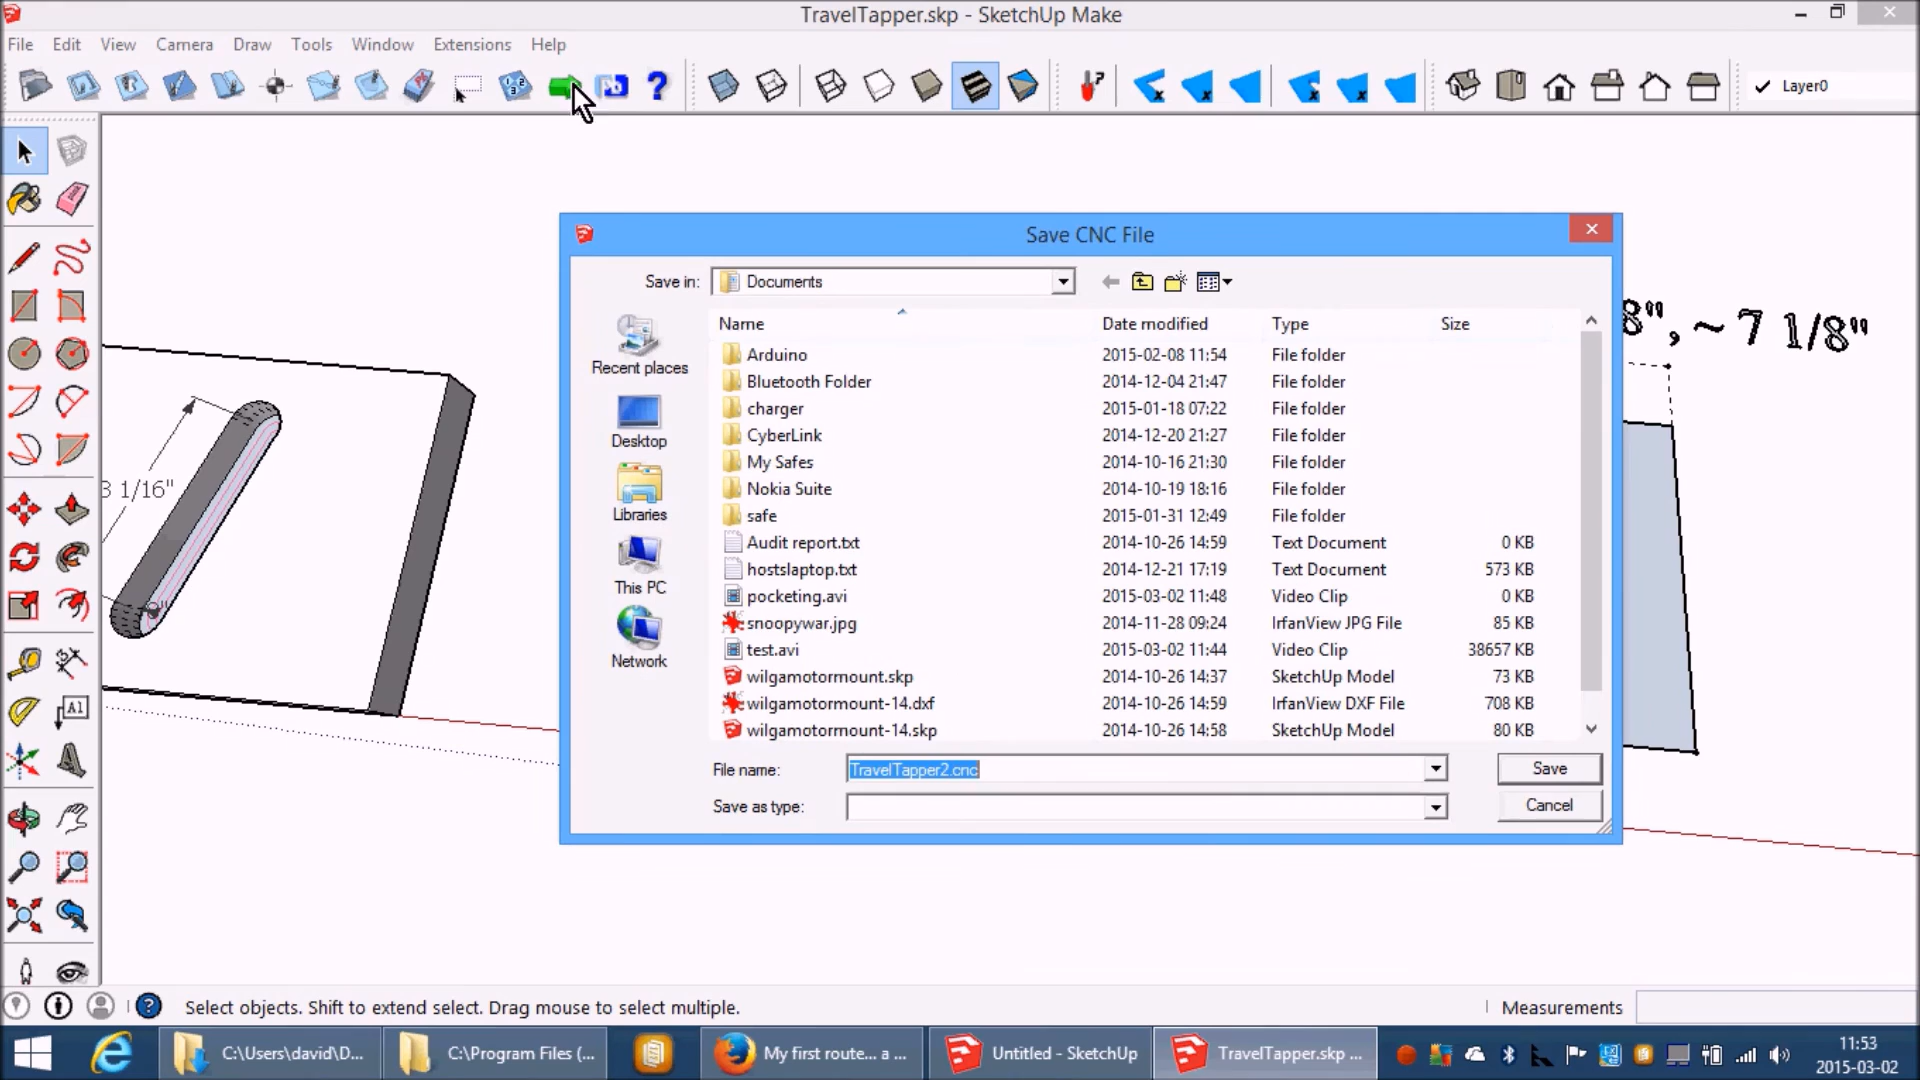 TravelTapper.skp - SketchUp Make
File Edit View Camera Draw Tools Window Extensions Help
Layer0
Save CNC File
Save in: Documents
Name Date modified Type Size
Recent places
Desktop
Libraries
This PC
Network
Arduino 2015-02-08 11:54 File folder
Bluetooth Folder 2014-12-04 21:47 File folder
charger 2015-01-18 07:22 File folder
CyberLink 2014-12-20 21:27 File folder
My Safes 2014-10-16 21:30 File folder
Nokia Suite 2014-10-19 18:16 File folder
safe 2015-01-31 12:49 File folder
Audit report.txt 2014-10-26 14:59 Text Document 0 KB
hostslaptop.txt 2014-12-21 17:19 Text Document 573 KB
pocketing.avi 2015-03-02 11:48 Video Clip 0 KB
snoopywar.jpg 2014-11-28 09:24 IrfanView JPG File 85 KB
test.avi 2015-03-02 11:44 Video Clip 38657 KB
wilgamotormount.skp 2014-10-26 14:37 SketchUp Model 73 KB
wilgamotormount-14.dxf 2014-10-26 14:59 IrfanView DXF File 708 KB
wilgamotormount-14.skp 2014-10-26 14:58 SketchUp Model 80 KB
File name: TravelTapper2.cnc Save
Save as type: Cancel
3 1/16"
8", ~ 7 1/8"
Select objects. Shift to extend select. Drag mouse to select multiple.
Measurements
C:\Users\david\D...
C:\Program Files (...
My first route... a ...
Untitled - SketchUp
TravelTapper.skp ...
11:53
2015-03-02